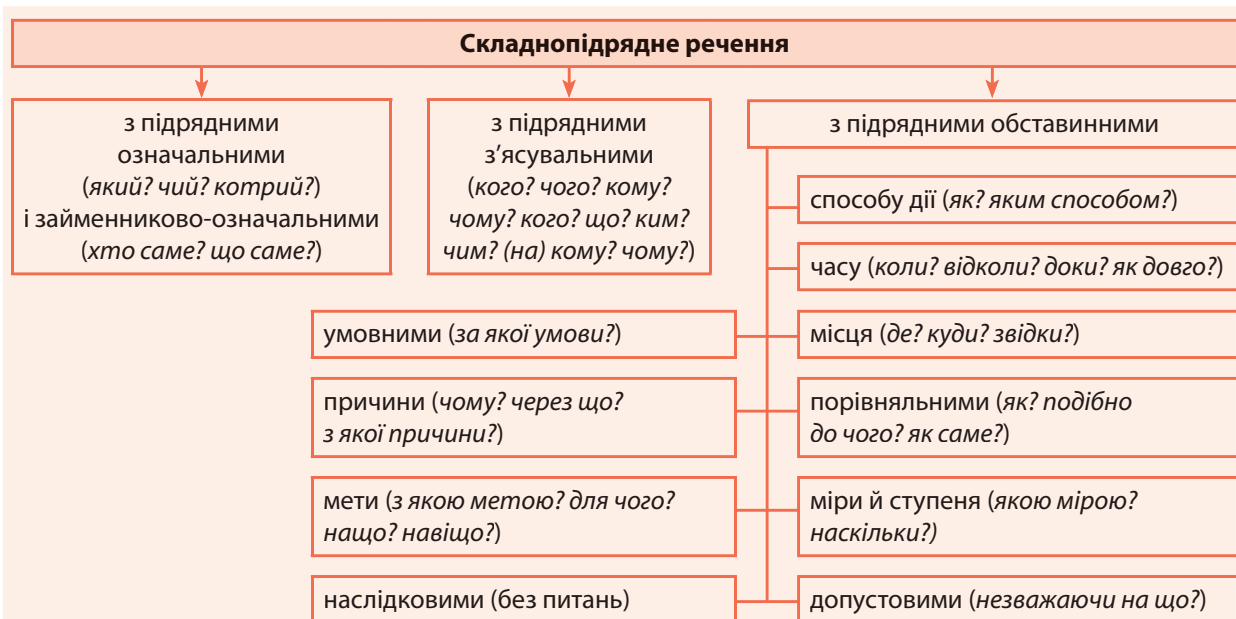 Складнопідрядне речення
з підрядними
означальними
(який? чий? котрий?)
і займенниково-означальними
(хто саме? що саме?)
з підрядними
з'ясувальними
(кого? чого? кому?
чому? кого? що? ким?
чим? (на) кому? чому?)
з підрядними обставинними
способу дії (як? яким способом?)
часу (коли? відколи? доки? як довго?)
умовними (за якої умови?)
місця (де? куди? звідки?)
причини (чому? через що?
з якої причини?)
порівняльними (як? подібно
до чого? як саме?)
мети (з якою метою? для чого?
нащо? навіщо?)
міри й ступеня (якою мірою?
наскільки?)
наслідковими (без питань)
допустовими (незважаючи на що?)